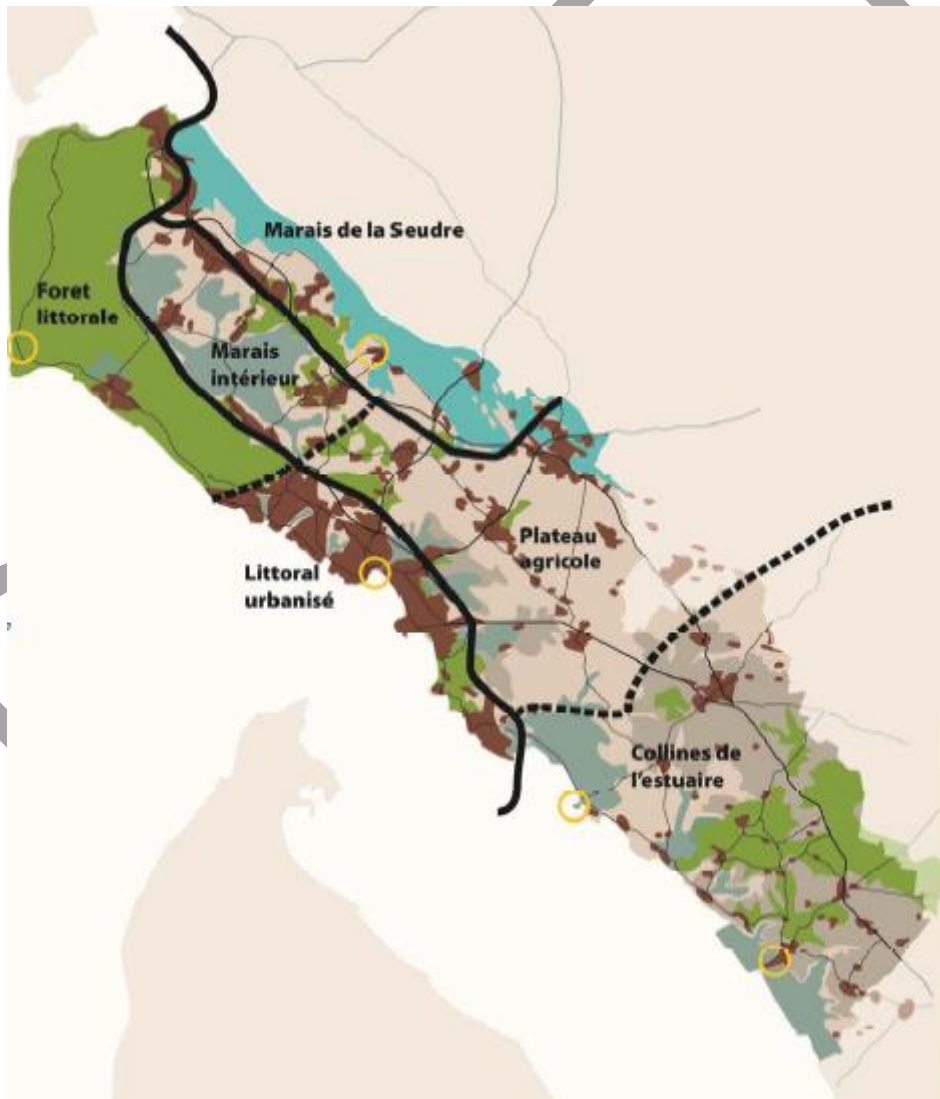 Marais de la Seudre
Foret
littorale
Marais
intérieur
Plateau
agricole
Littoral
urbanisé
Collines de
l'estuaire